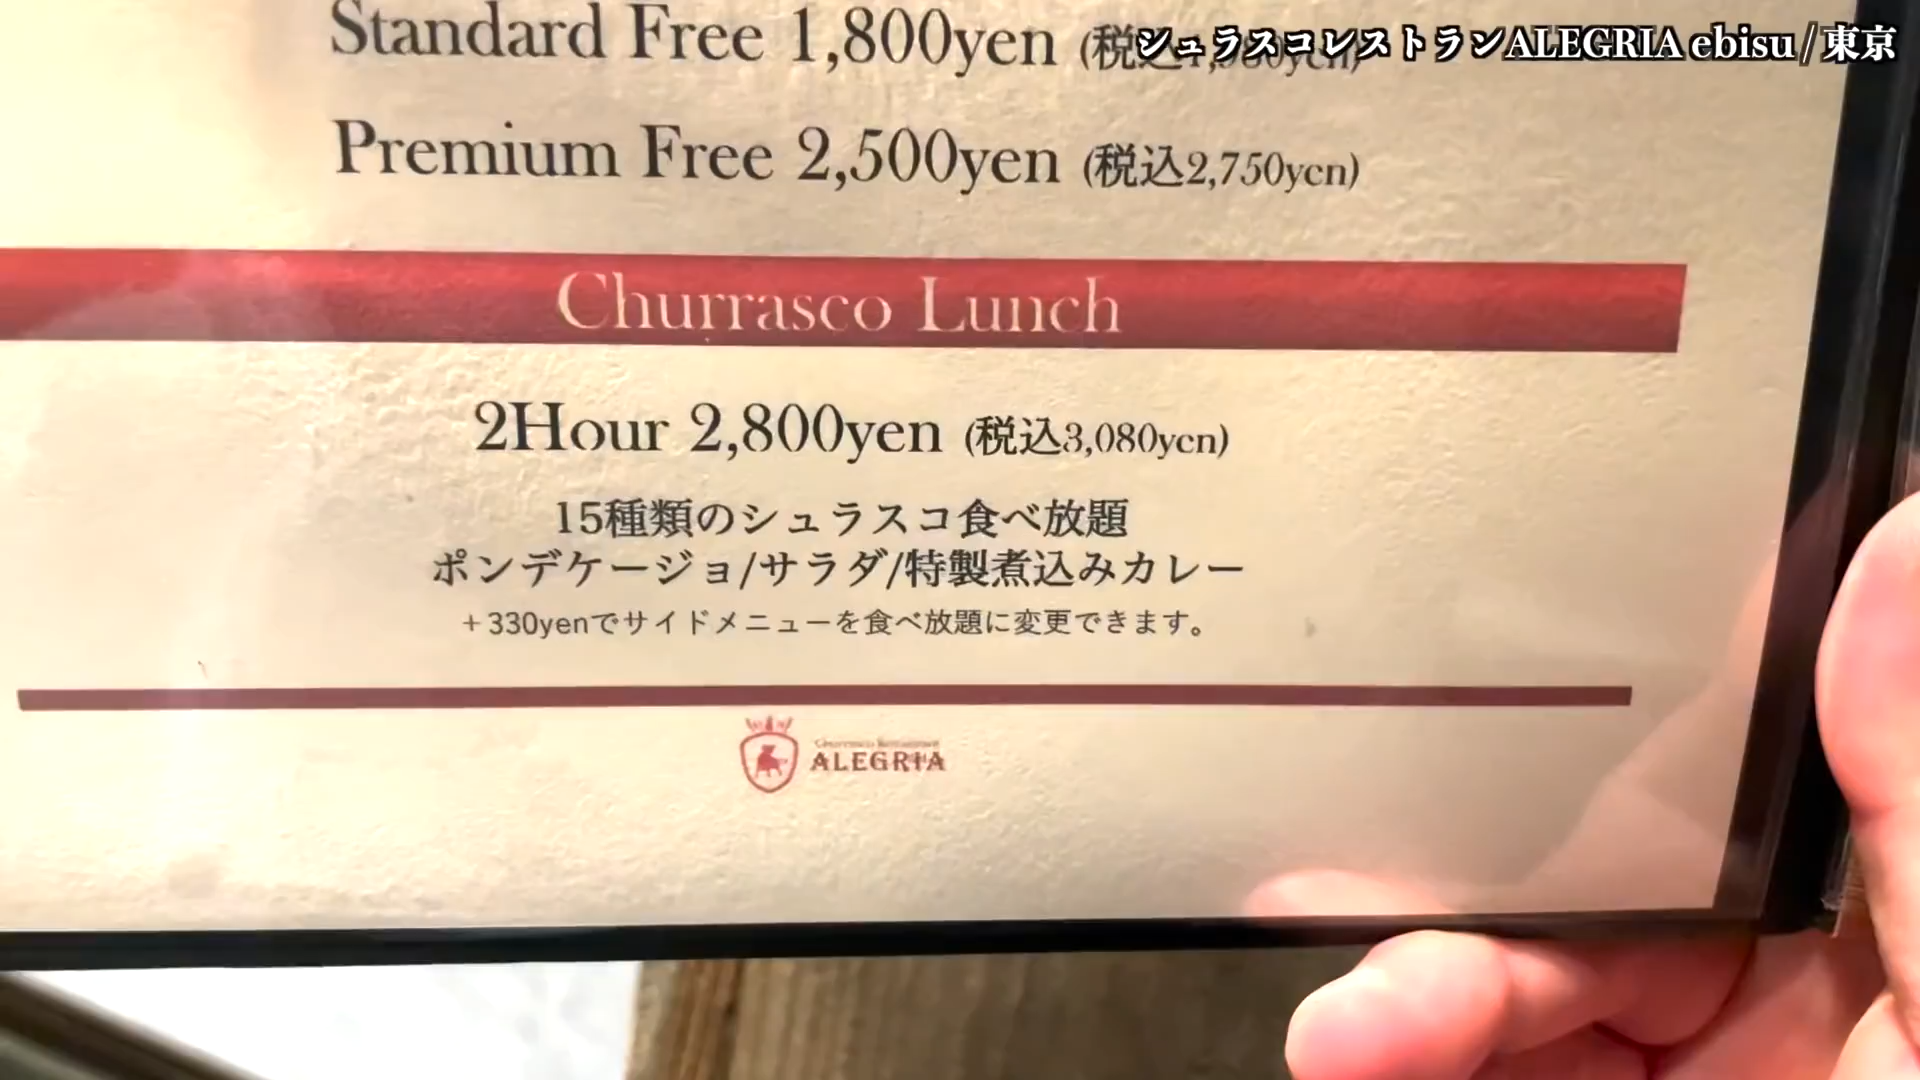 シュラスコレストランALEGRIA ebisu / 東京
Standard Free 1,800yen
Premium Free 2,500yen (税込2,750yen)
Churrasco Lunch
2Hour 2,800yen (税込3,080yen)
15種類のシュラスコ食べ放題
ポンデケージョ/サラダ/特製煮込みカレー
+330yenでサイドメニューを食べ放題に変更できます。
ALEGRIA